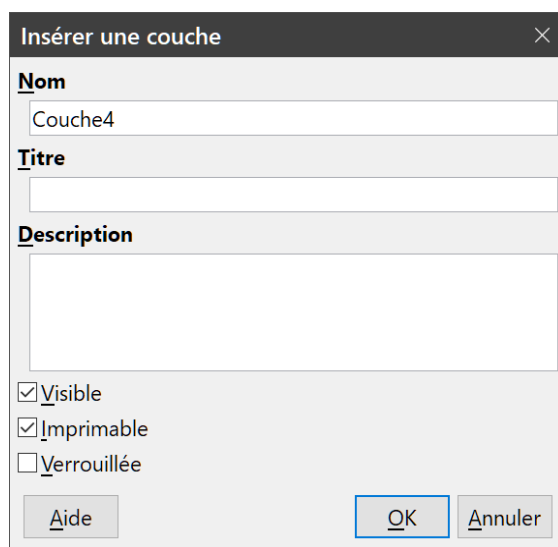 Insérer une couche
Nom
Couche4
Titre
Description
Visible
Imprimable
Verrouillée
Aide OK Annuler